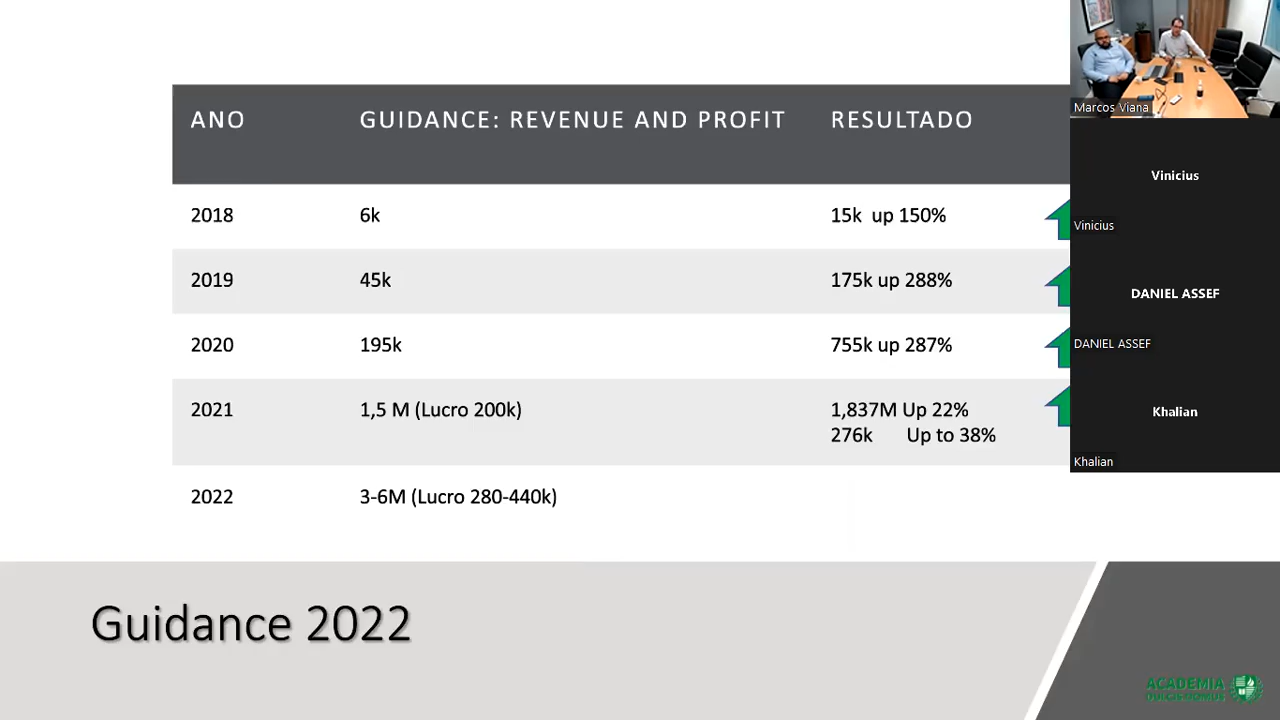 ANO GUIDANCE: REVENUE AND PROFIT RESULTADO
2018 6k 15k up 150%
2019 45k 175k up 288%
2020 195k 755k up 287%
2021 1,5 M (Lucro 200k) 1,837M Up 22%
276k Up to 38%
2022 3-6M (Lucro 280-440k)
Guidance 2022
Marcos Viana
Vinicius
Vinicius
DANIEL ASSEF
DANIEL ASSEF
Khalian
Khalian
ACADEMIA